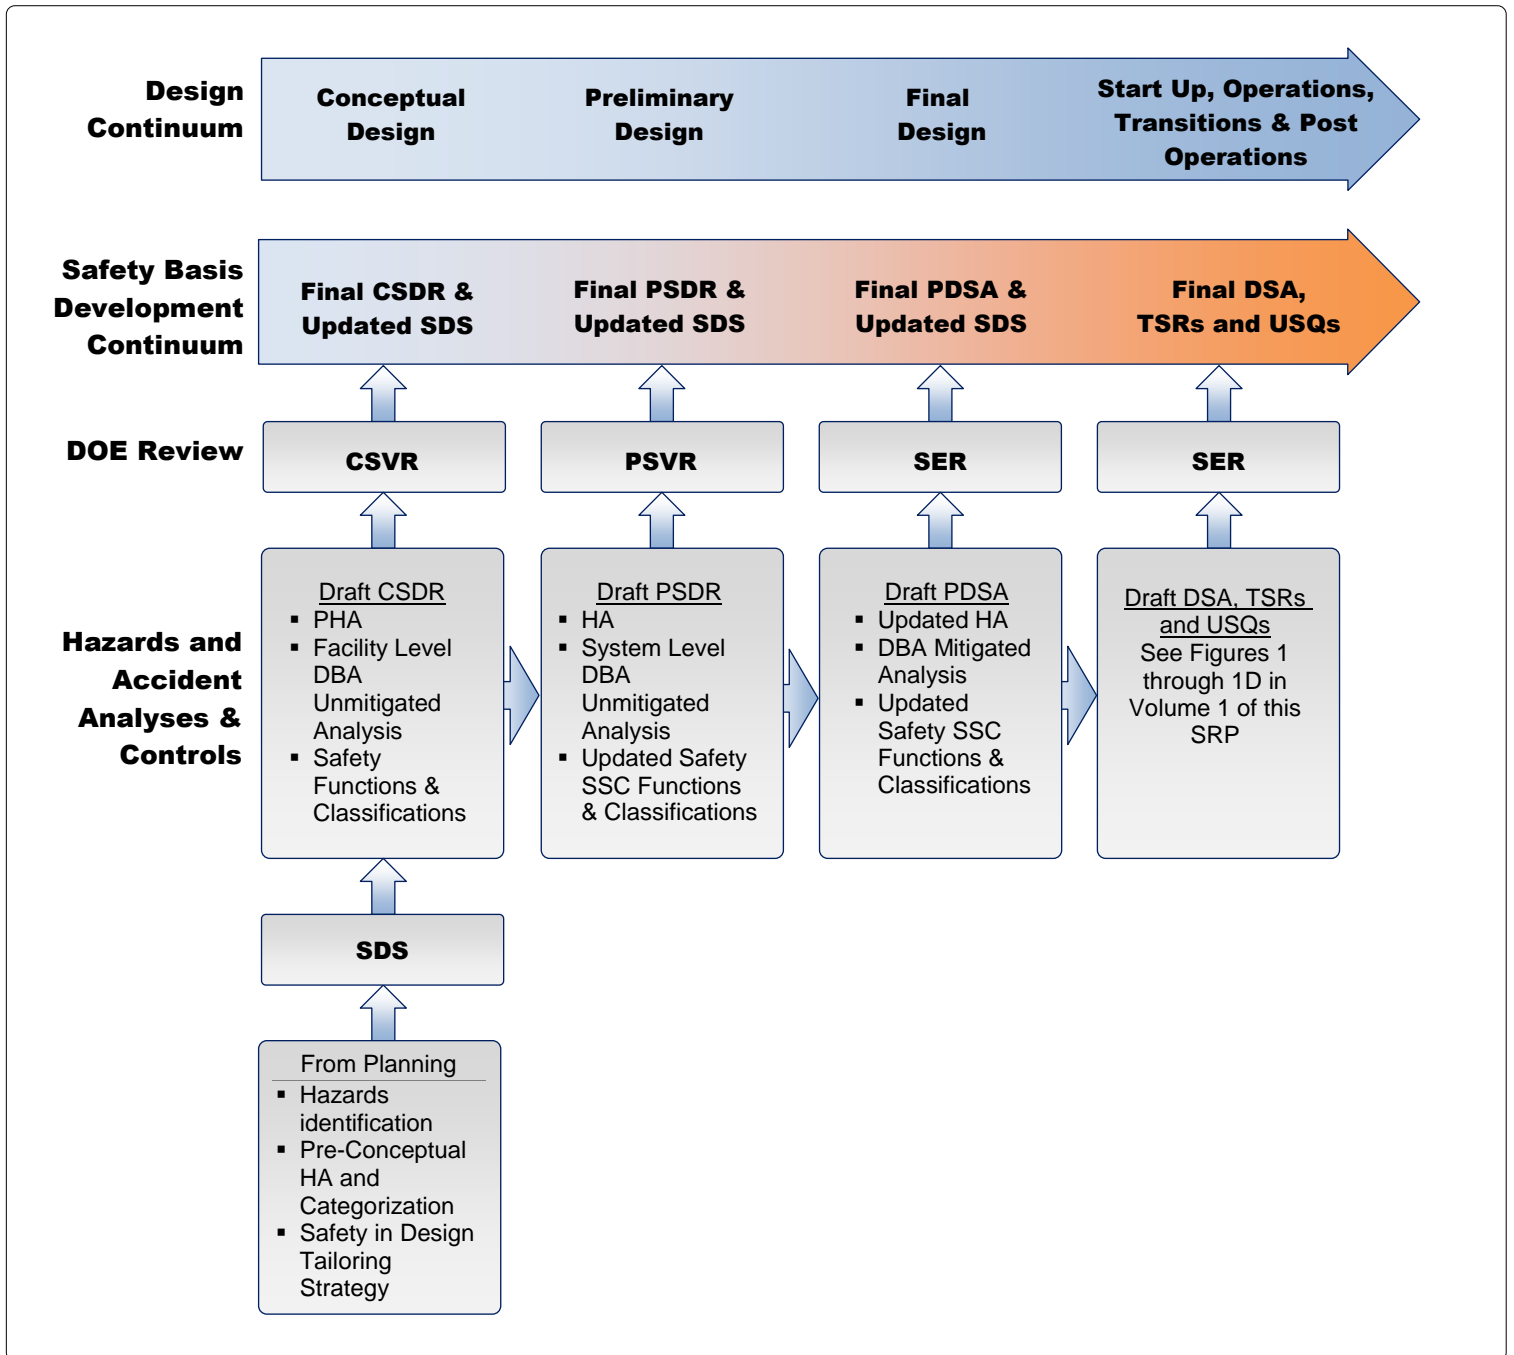 Design
Continuum
Conceptual
Design
Preliminary
Design
Final
Design
Start Up, Operations,
Transitions & Post
Operations
Safety Basis
Development
Continuum
Final CSDR &
Updated SDS
Final PSDR &
Updated SDS
Final PDSA &
Updated SDS
Final DSA,
TSRs and USQs
DOE Review
CSVR
PSVR
SER
SER
Hazards and
Accident
Analyses &
Controls
Draft CSDR
▪ PHA
▪ Facility Level
DBA
Unmitigated
Analysis
▪ Safety
Functions &
Classifications
Draft PSDR
▪ HA
▪ System Level
DBA
Unmitigated
Analysis
▪ Updated Safety
SSC Functions
& Classifications
Draft PDSA
▪ Updated HA
▪ DBA Mitigated
Analysis
▪ Updated
Safety SSC
Functions &
Classifications
Draft DSA, TSRs
and USQs
See Figures 1
through 1D in
Volume 1 of this
SRP
SDS
From Planning
▪ Hazards
identification
▪ Pre-Conceptual
HA and
Categorization
▪ Safety in Design
Tailoring
Strategy